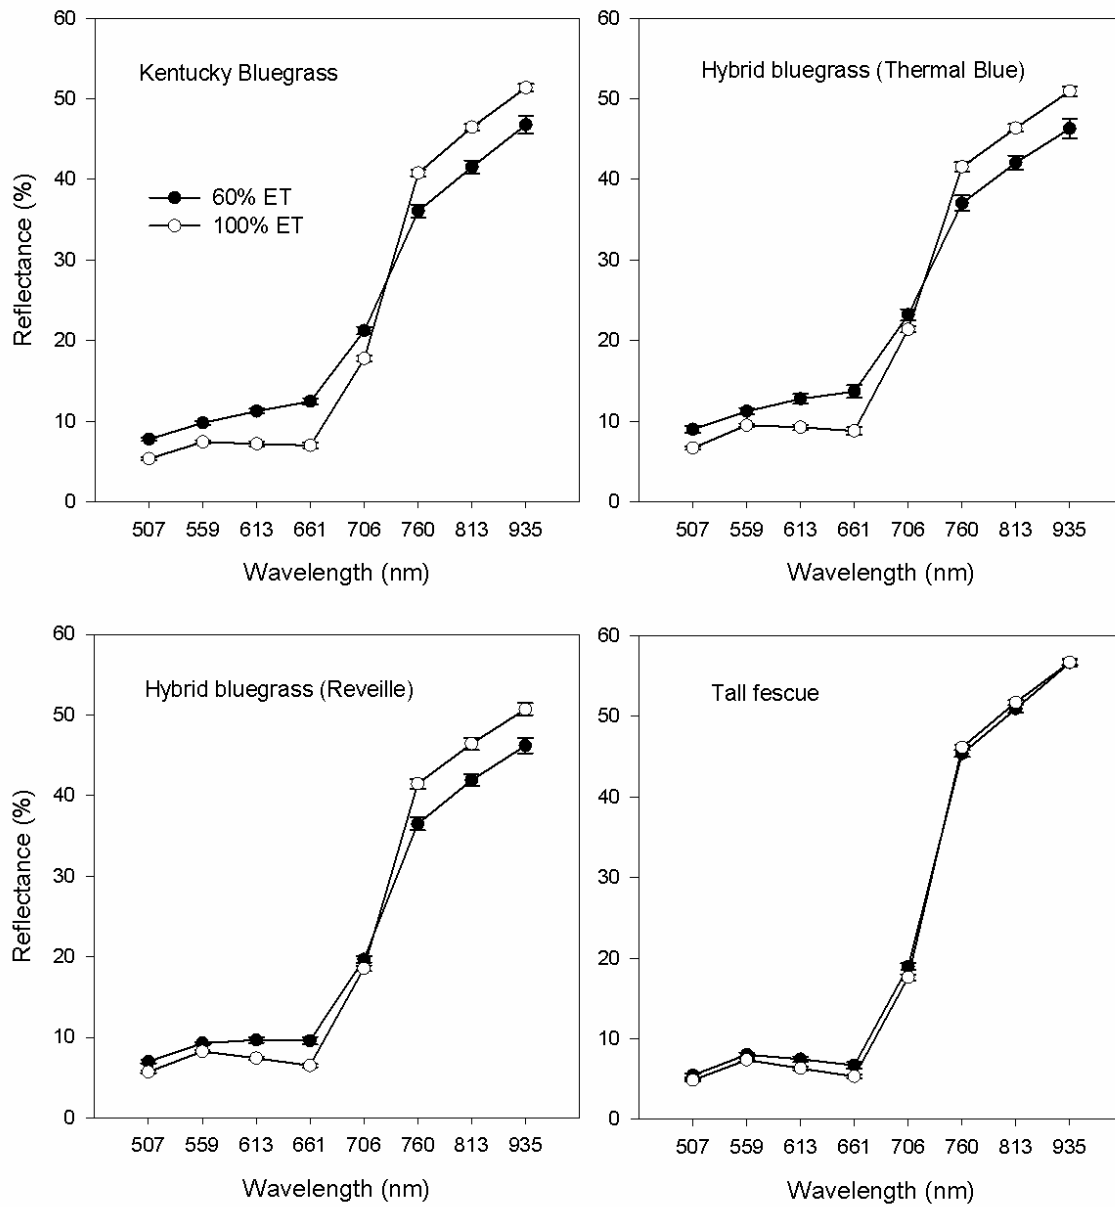 60
50
40
30
20
10
0
Reflectance (%)
Kentucky Bluegrass
60% ET
100% ET
507 559 613 661 706 760 813 935
Wavelength (nm)
60
50
40
30
20
10
0
Hybrid bluegrass (Thermal Blue)
507 559 613 661 706 760 813 935
Wavelength (nm)
60
50
40
30
20
10
0
Reflectance (%)
Hybrid bluegrass (Reveille)
507 559 613 661 706 760 813 935
Wavelength (nm)
60
50
40
30
20
10
0
Tall fescue
507 559 613 661 706 760 813 935
Wavelength (nm)